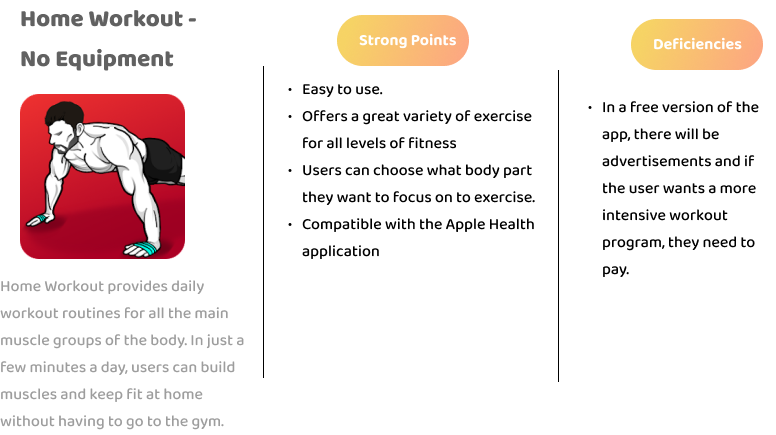 Home Workout -
No Equipment
Home Workout provides daily
workout routines for all the main
muscle groups of the body. In just a
few minutes a day, users can build
muscles and keep fit at home
without having to go to the gym.
Strong Points
• Easy to use.
• Offers a great variety of exercise
for all levels of fitness
• Users can choose what body part
they want to focus on to exercise.
• Compatible with the Apple Health
application
Deficiencies
• In a free version of the
app, there will be
advertisements and if
the user wants a more
intensive workout
program, they need to
pay.